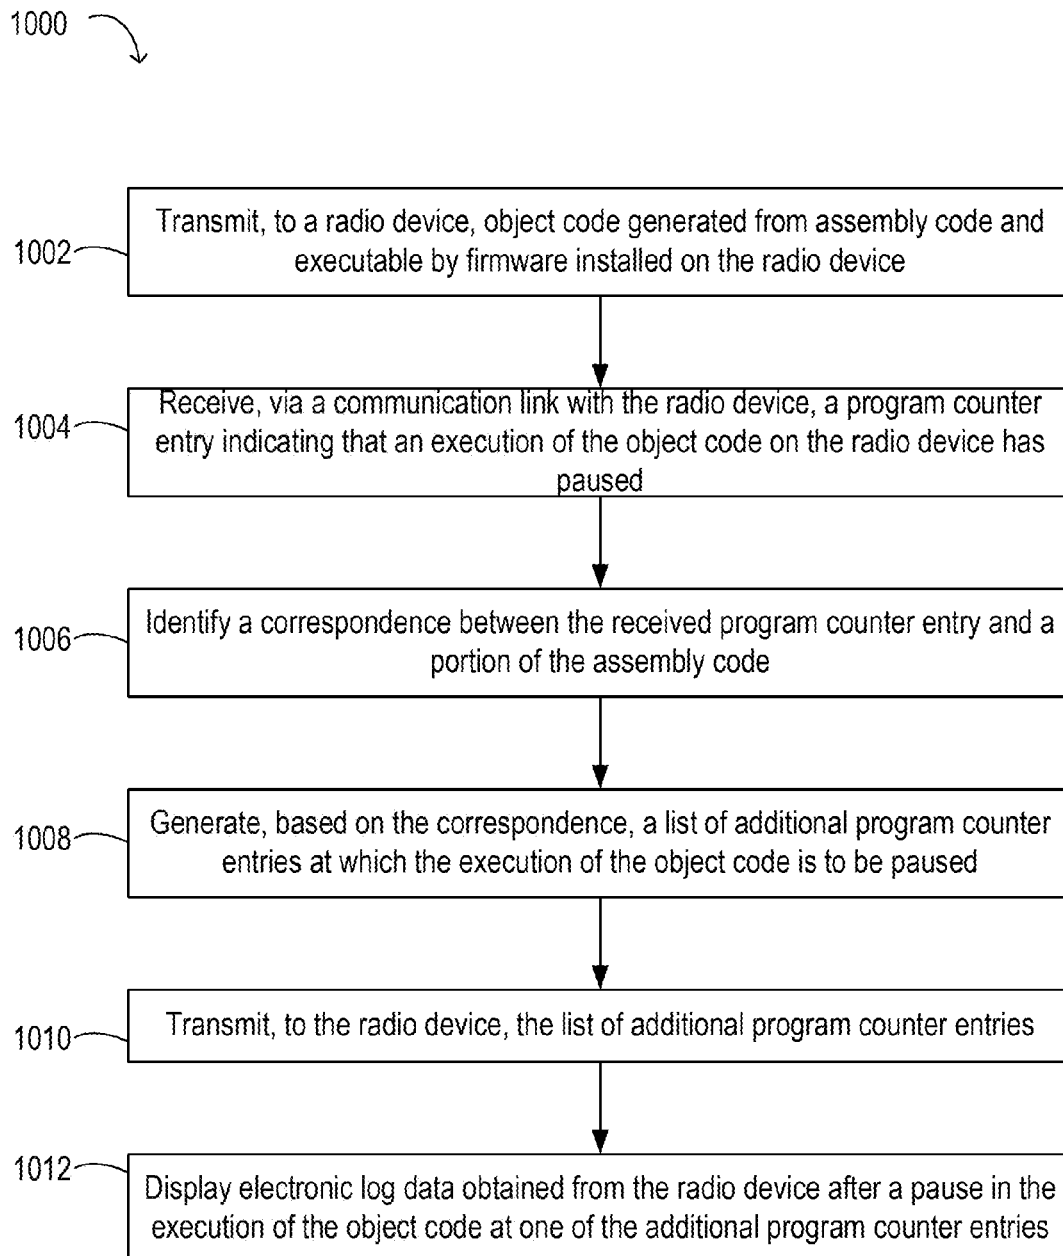 1000
1002
Transmit, to a radio device, object code generated from assembly code and
executable by firmware installed on the radio device
1004
Receive, via a communication link with the radio device, a program counter
entry indicating that an execution of the object code on the radio device has
paused
1006
Identify a correspondence between the received program counter entry and a
portion of the assembly code
1008
Generate, based on the correspondence, a list of additional program counter
entries at which the execution of the object code is to be paused
1010
Transmit, to the radio device, the list of additional program counter entries
1012
Display electronic log data obtained from the radio device after a pause in the
execution of the object code at one of the additional program counter entries